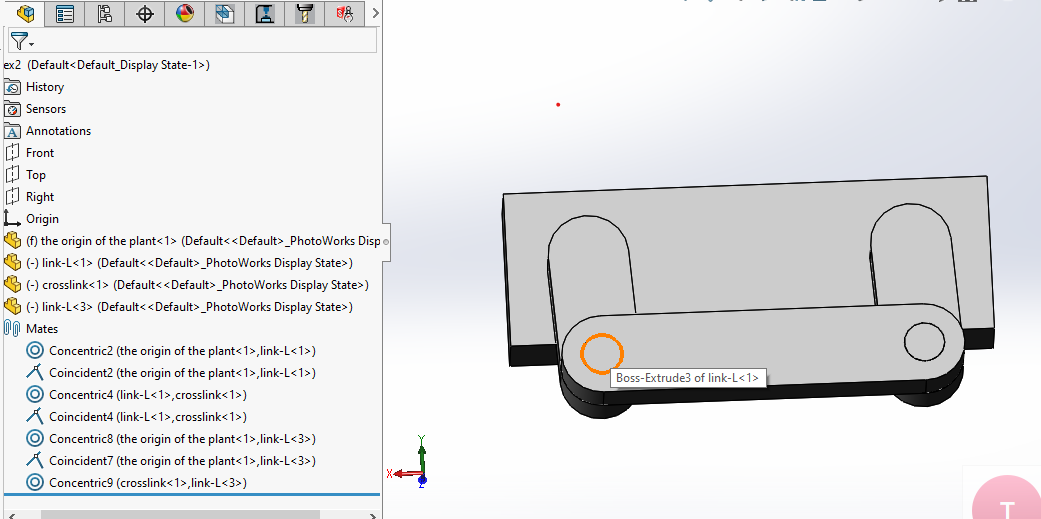 ex2 (Default<Default_Display State-1>)
History
Sensors
A Annotations
Front
Top
Right
Origin
(f) the origin of the plant<1> (Default<<Default>_PhotoWorks Disp
(-) link-L<1> (Default<<Default>_PhotoWorks Display State>)
(-) crosslink<1> (Default<<Default>_PhotoWorks Display State>)
(-) link-L<3> (Default<<Default>_PhotoWorks Display State>)
Mates
Concentric2 (the origin of the plant<1>,link-L<1>)
Coincident2 (the origin of the plant<1>,link-L<1>)
Concentric4 (link-L<1>,crosslink<1>)
Coincident4 (link-L<1>,crosslink<1>)
Concentric8 (the origin of the plant<1>,link-L<3>)
Coincident7 (the origin of the plant<1>,link-L<3>)
Concentric9 (crosslink<1>,link-L<3>)
Boss-Extrude3 of link-L<1>
Y
X
Z
T